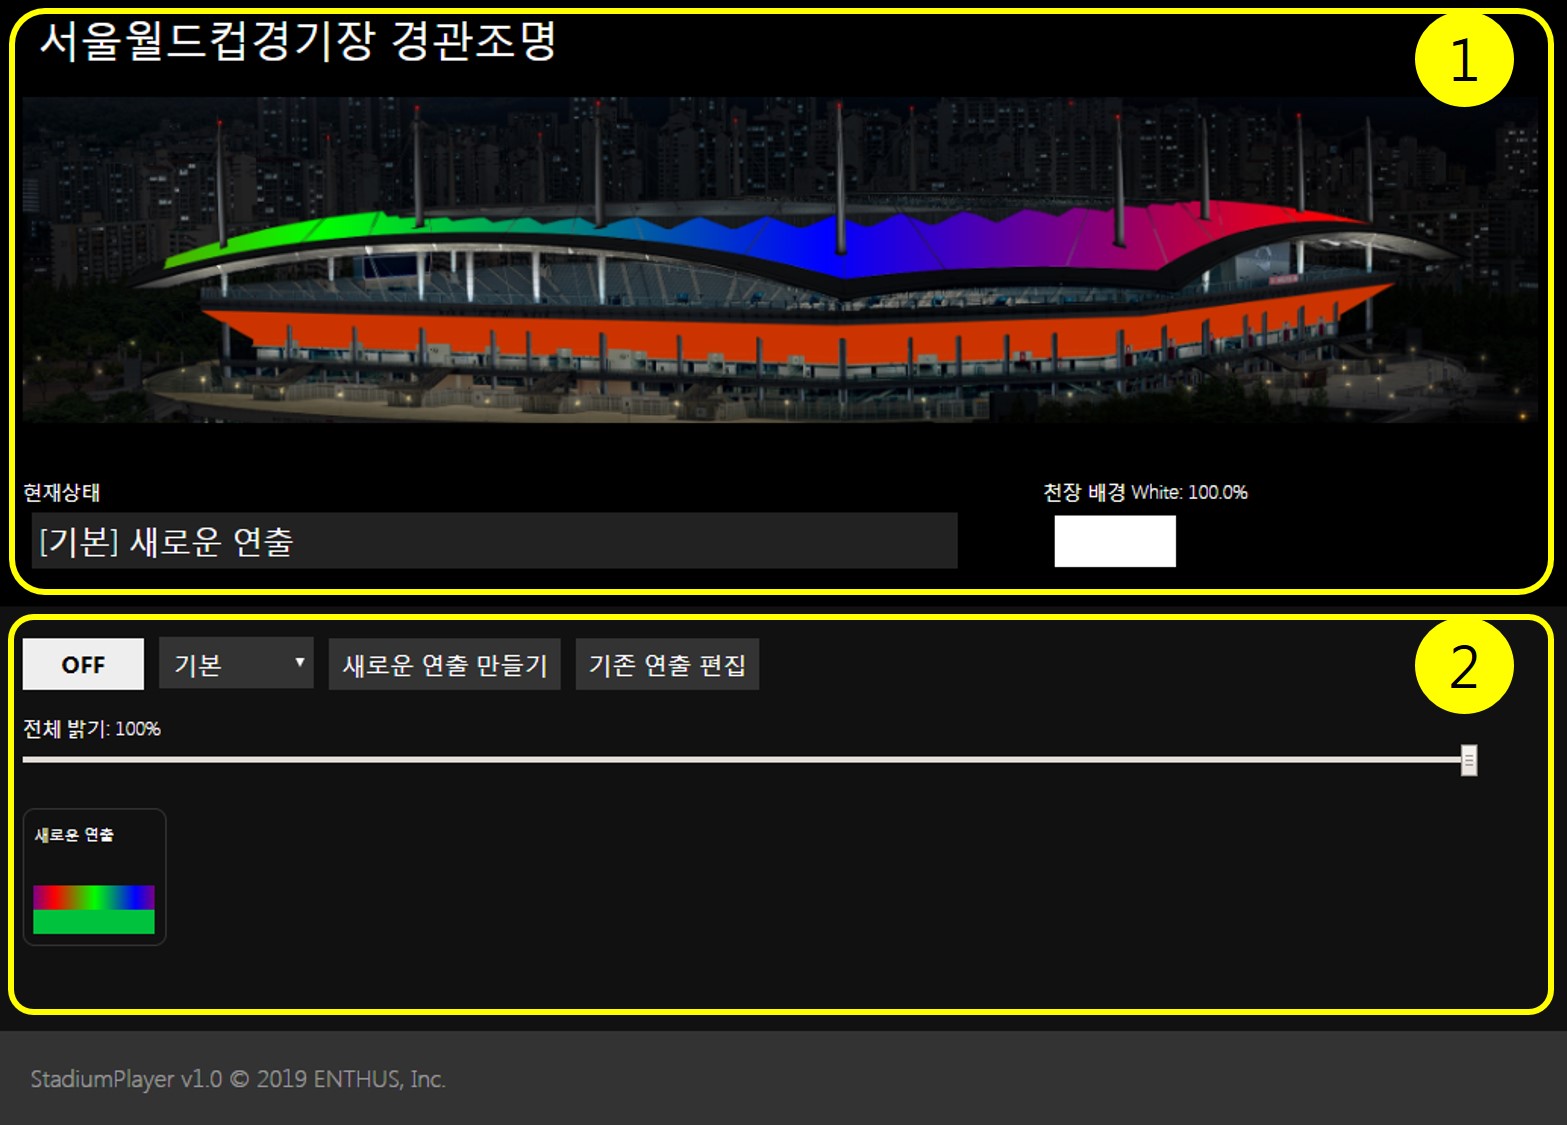 서울월드컵경기장 경관조명
1
현재상태
천장 배경 White: 100.0%
[기본] 새로운 연출
2
OFF
기본
새로운 연출 만들기
기존 연출 편집
전체 밝기: 100%
새로운 연출
StadiumPlayer v1.0 © 2019 ENTHUS, Inc.